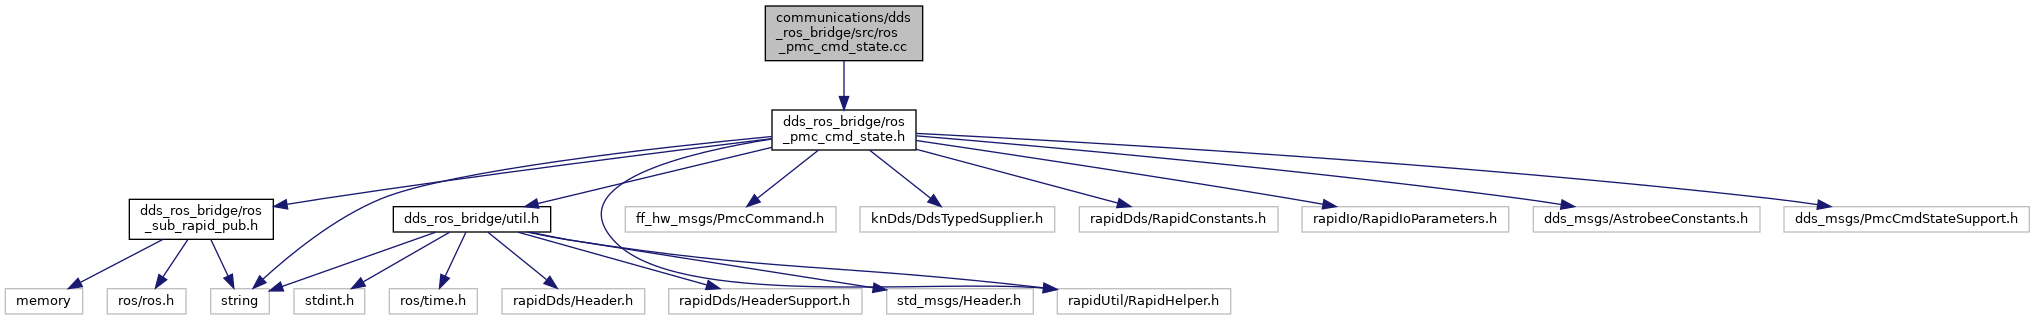 communications/dds
_ros_bridge/src/ros
_pmc_cmd_state.cc
dds_ros_bridge/ros
_pmc_cmd_state.h
dds_ros_bridge/ros
_sub_rapid_pub.h
dds_ros_bridge/util.h
ff_hw_msgs/PmcCommand.h
knDds/DdsTypedSupplier.h
rapidDds/RapidConstants.h
rapidIo/RapidIoParameters.h
dds_msgs/AstrobeeConstants.h
dds_msgs/PmcCmdStateSupport.h
memory
ros/ros.h
string
stdint.h
ros/time.h
rapidDds/Header.h
rapidDds/HeaderSupport.h
std_msgs/Header.h
rapidUtil/RapidHelper.h